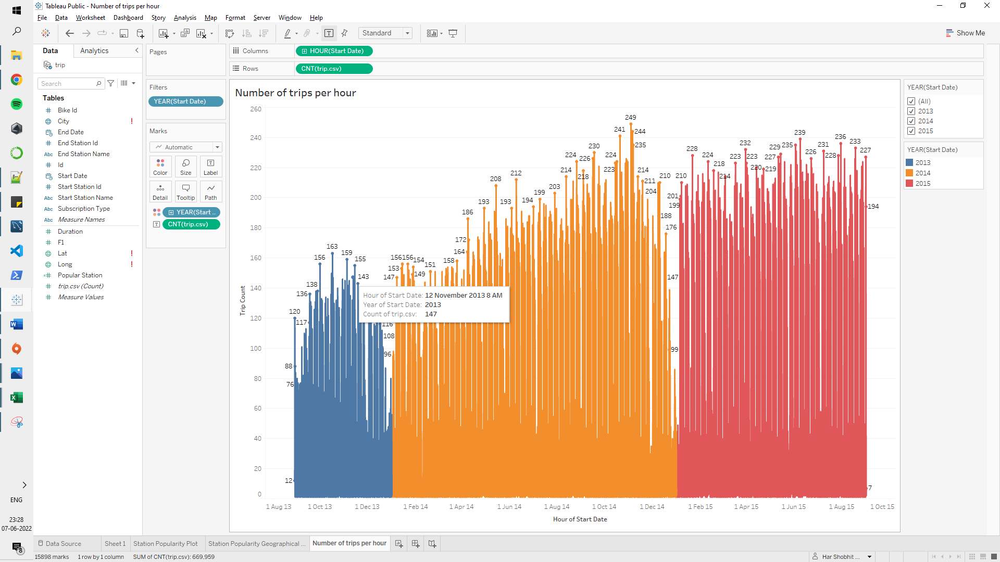 Tableau Public - Number of trips per hour
File Data Worksheet Dashboard Story Analysis Map Format Server Window Help
Standard
Show Me
Data
Analytics
trip
Search
Tables
Bike Id
City
End Date
End Station Id
Abc End Station Name
Id
Start Date
Start Station Id
Abc Start Station Name
Abc Subscription Type
Abc Measure Names
Duration
F1
Lat
Long
Popular Station
trip.csv (Count)
Measure Values
Pages
Filters
YEAR(Start Date)
Marks
Automatic
Color
Size
Label
Detail
Tooltip
Path
YEAR(Start ..
CNT(trip.csv)
Columns
HOUR(Start Date)
Rows
CNT(trip.csv)
Number of trips per hour
260
240
220
200
180
160
140
120
100
80
60
40
20
0
Trip Count
120
88
76
12
136
117
138
156
163
159
155
143
116
108
96
147
153
156
156
154
149
151
158
164
172
186
193
208
193
212
194
199
203
214
224
218
226
230
223
224
241
249
244
235
214
211
204
210
188
176
147
99
201
199
210
228
224
218
214
223
232
223
220
219
227
229
235
239
226
231
228
236
233
227
194
7
Hour of Start Date: 12 November 2013 8 AM
Year of Start Date: 2013
Count of trip.csv: 147
1 Aug 13
1 Oct 13
1 Dec 13
1 Feb 14
1 Apr 14
1 Jun 14
1 Aug 14
1 Oct 14
1 Dec 14
1 Feb 15
1 Apr 15
1 Jun 15
1 Aug 15
1 Oct 15
Hour of Start Date
YEAR(Start Date)
(All)
2013
2014
2015
YEAR(Start Date)
2013
2014
2015
ENG
23:28
07-06-2022
8
Data Source
Sheet 1
Station Popularity Plot
Station Popularity Geographical ...
Number of trips per hour
15898 marks
1 row by 1 column
SUM of CNT(trip.csv): 669,959
Har Shobhit ...